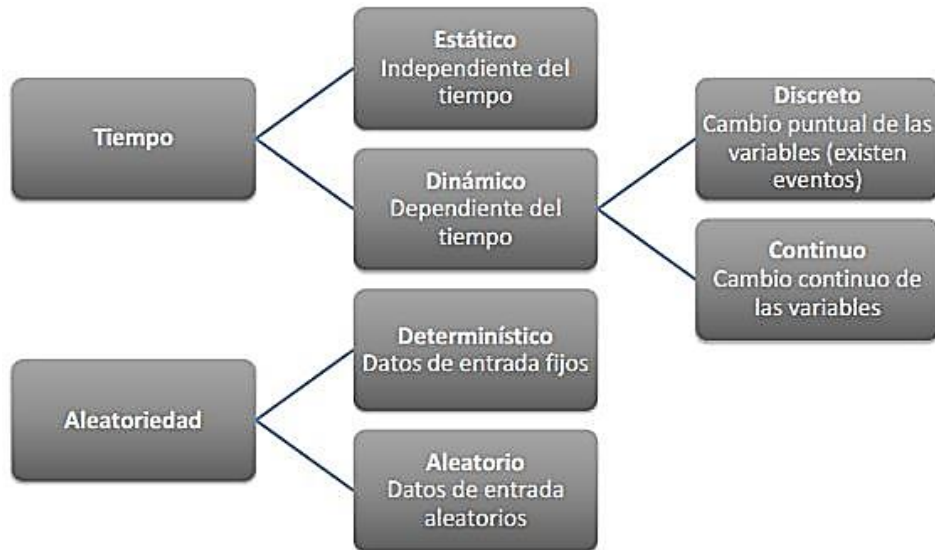 Tiempo
Estático
Independiente del
tiempo
Dinámico
Dependiente del
tiempo
Discreto
Cambio puntual de las
variables (existen
eventos)
Continuo
Cambio continuo de
las variables
Aleatoriedad
Determinístico
Datos de entrada fijos
Aleatorio
Datos de entrada
aleatorios